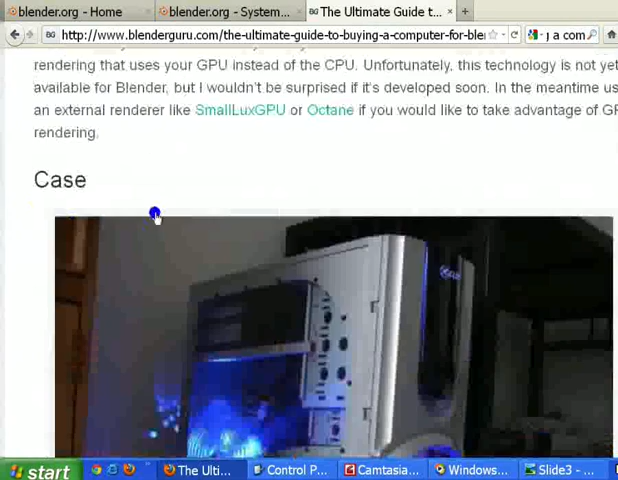 blender.org - Home
blender.org - System...
The Ultimate Guide t...
http://www.blenderguru.com/the-ultimate-guide-to-buying-a-computer-for-ble
g a com
rendering that uses your GPU instead of the CPU. Unfortunately, this technology is not yet
available for Blender, but I wouldn't be surprised if it's developed soon. In the meantime us
an external renderer like SmallLuxGPU or Octane if you would like to take advantage of GP
rendering.
Case
start
The Ulti...
Control P...
Camtasia...
Windows...
Slide3 - ...